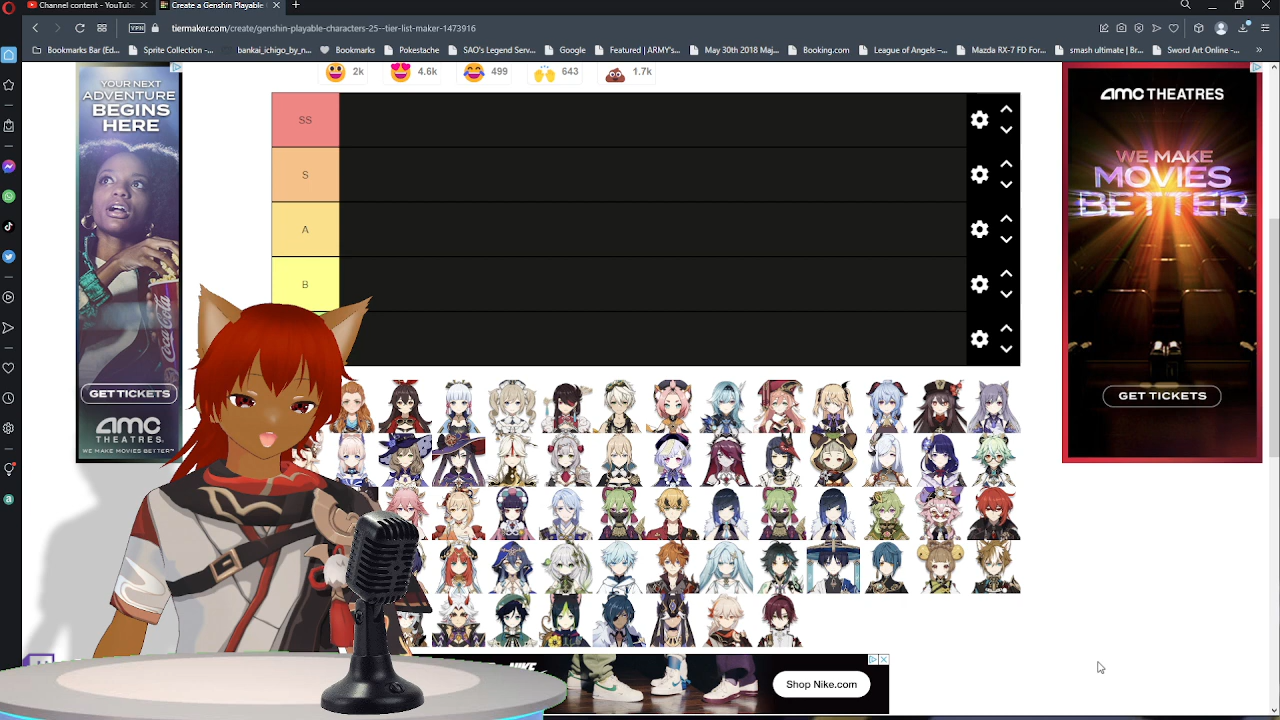 Channel content - YouTube
Create a Genshin Playable
VPN
tiermaker.com/create/genshin-playable-characters-25--tier-list-maker-1473916
Bookmarks Bar (Ed...
Sprite Collection -...
bankai_ichigo_by_n...
Bookmarks
Pokestache
SAO's Legend Serv...
Google
Featured | ARMY's...
May 30th 2018 Maj...
Booking.com
League of Angels –...
Mazda RX-7 FD For...
smash ultimate | Br...
Sword Art Online -...
2k
4.6k
499
643
1.7k
YOUR NEXT
ADVENTURE
BEGINS
HERE
Coca-Cola
GET TICKETS
amc
THEATRES.
WE MAKE MOVIES BETTER™
SS
S
A
B
amc THEATRES
WE MAKE
MOVIES
BETTER
GET TICKETS
Shop Nike.com